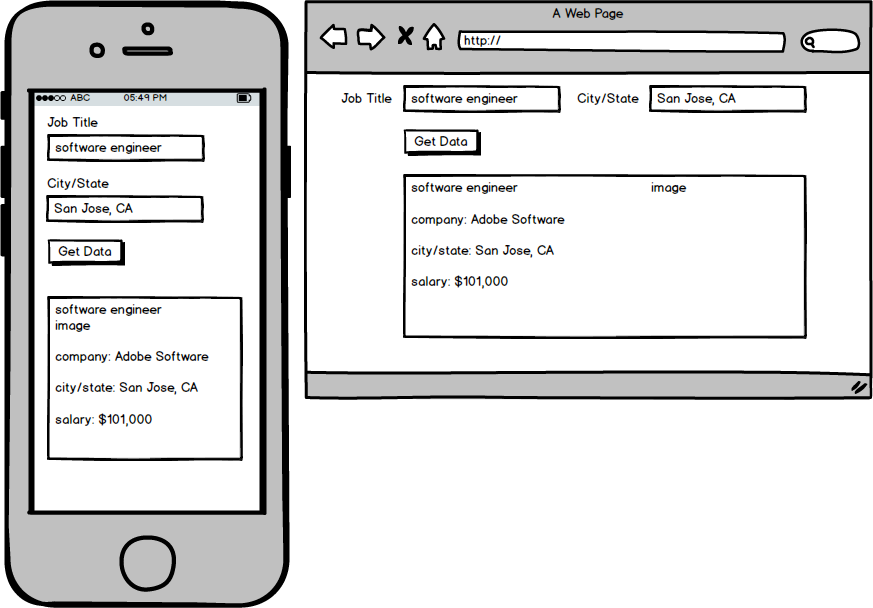 ABC 05:49 PM
Job Title
software engineer
City/State
San Jose, CA
Get Data
software engineer
image
company: Adobe Software
city/state: San Jose, CA
salary: $101,000
A Web Page
http://
Job Title software engineer City/State San Jose, CA
Get Data
software engineer image
company: Adobe Software
city/state: San Jose, CA
salary: $101,000